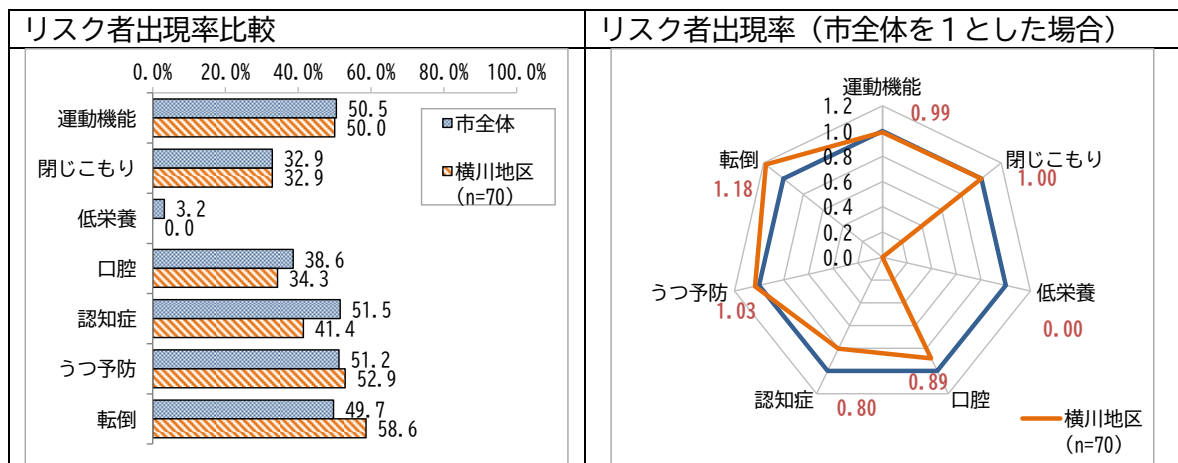 リスク者出現率比較
0.0% 20.0% 40.0% 60.0% 80.0% 100.0%
運動機能
50.5
50.0
閉じこもり
32.9
32.9
低栄養
3.2
0.0
口腔
38.6
34.3
認知症
51.5
41.4
うつ予防
51.2
52.9
転倒
49.7
58.6
市全体
横川地区
(n=70)
リスク者出現率（市全体を１とした場合）
運動機能
0.99
閉じこもり
1.00
低栄養
0.00
口腔
0.89
認知症
0.80
うつ予防
1.03
転倒
1.18
1.2
1.0
0.8
0.6
0.4
0.2
0.0
横川地区
(n=70)